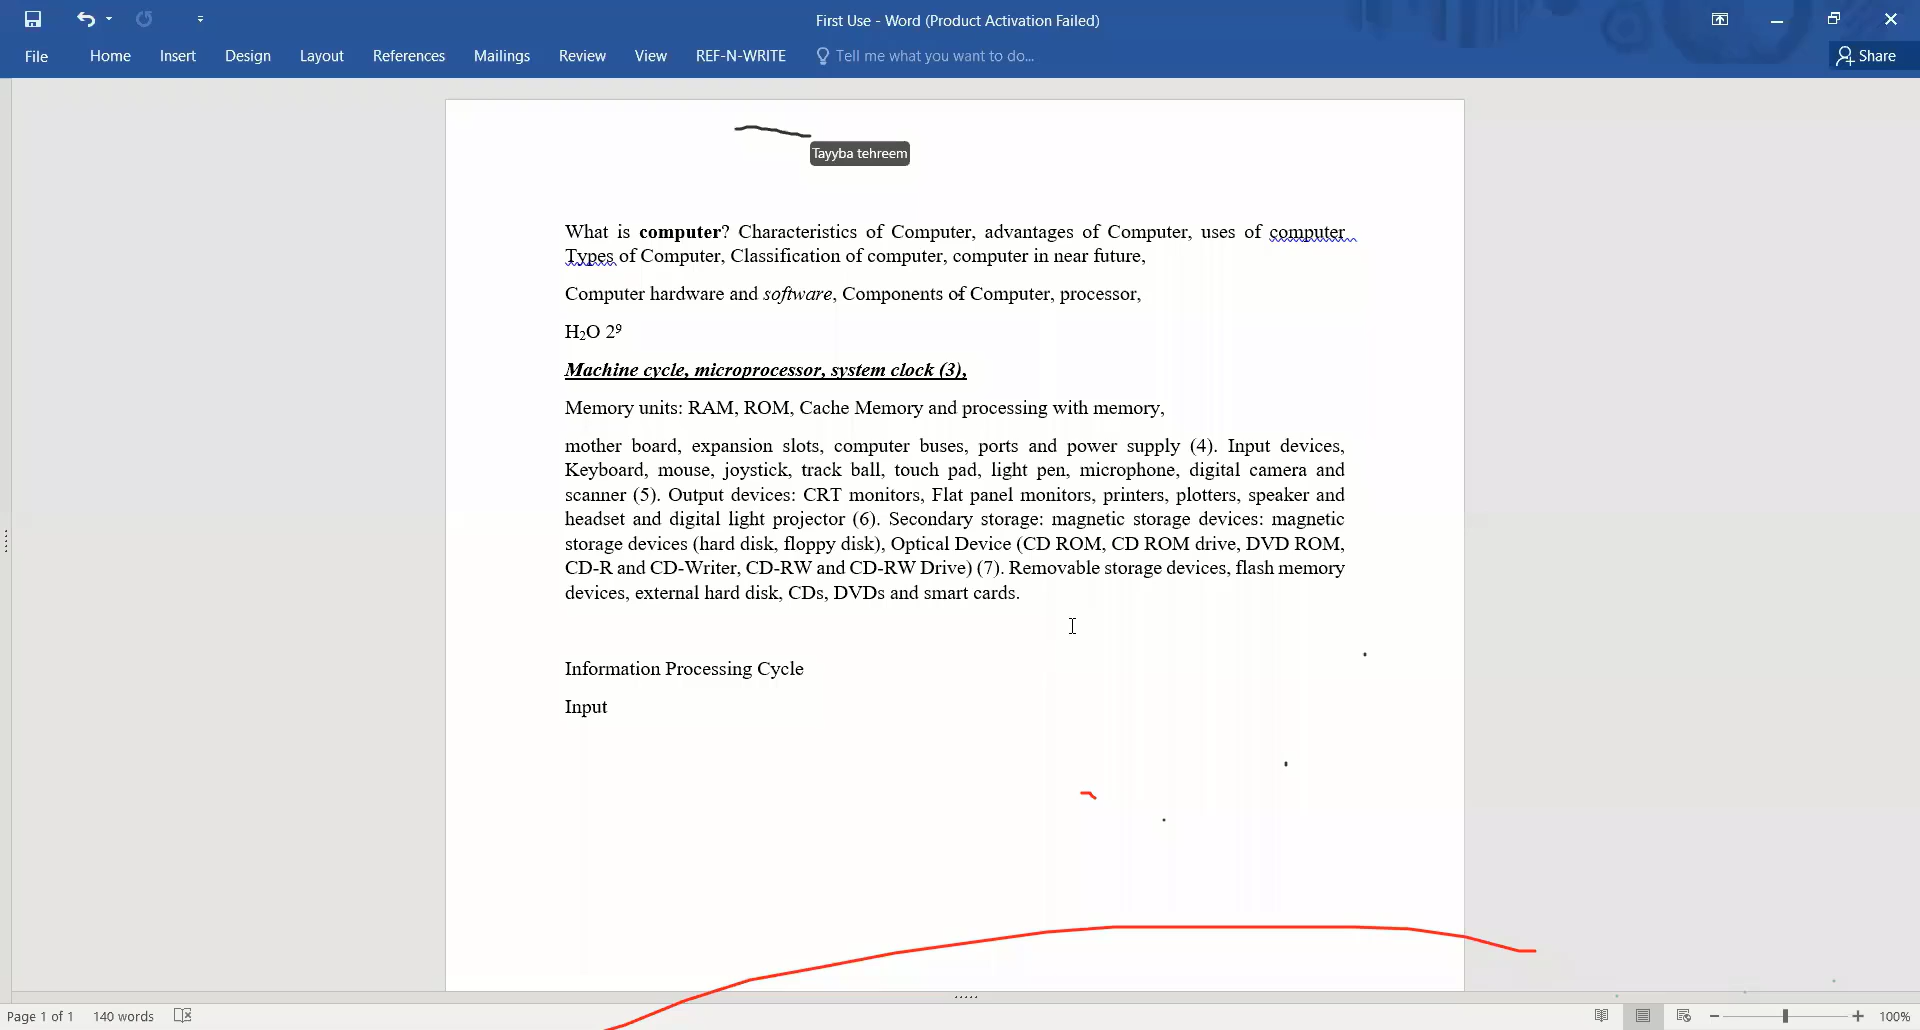 First Use - Word (Product Activation Failed)
File Home Insert Design Layout References Mailings Review View REF-N-WRITE Tell me what you want to do... Share
Tayyba tehreem
What is computer? Characteristics of Computer, advantages of Computer, uses of computer
Types of Computer, Classification of computer, computer in near future,
Computer hardware and software, Components of Computer, processor,
H₂O 2⁹
Machine cycle, microprocessor, system clock (3),
Memory units: RAM, ROM, Cache Memory and processing with memory,
mother board, expansion slots, computer buses, ports and power supply (4). Input devices,
Keyboard, mouse, joystick, track ball, touch pad, light pen, microphone, digital camera and
scanner (5). Output devices: CRT monitors, Flat panel monitors, printers, plotters, speaker and
headset and digital light projector (6). Secondary storage: magnetic storage devices: magnetic
storage devices (hard disk, floppy disk), Optical Device (CD ROM, CD ROM drive, DVD ROM,
CD-R and CD-Writer, CD-RW and CD-RW Drive) (7). Removable storage devices, flash memory
devices, external hard disk, CDs, DVDs and smart cards.
Information Processing Cycle
Input
Page 1 of 1 140 words 100%